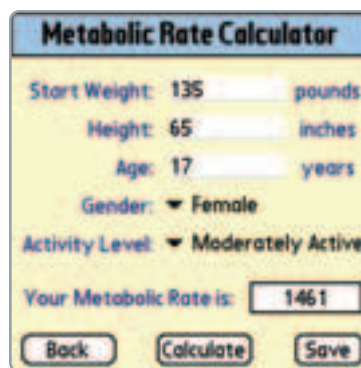 Metabolic Rate Calculator
Start Weight: 135 pounds
Height: 65 inches
Age: 17 years
Gender: Female
Activity Level: Moderately Active
Your Metabolic Rate is: 1461
Back Calculate Save